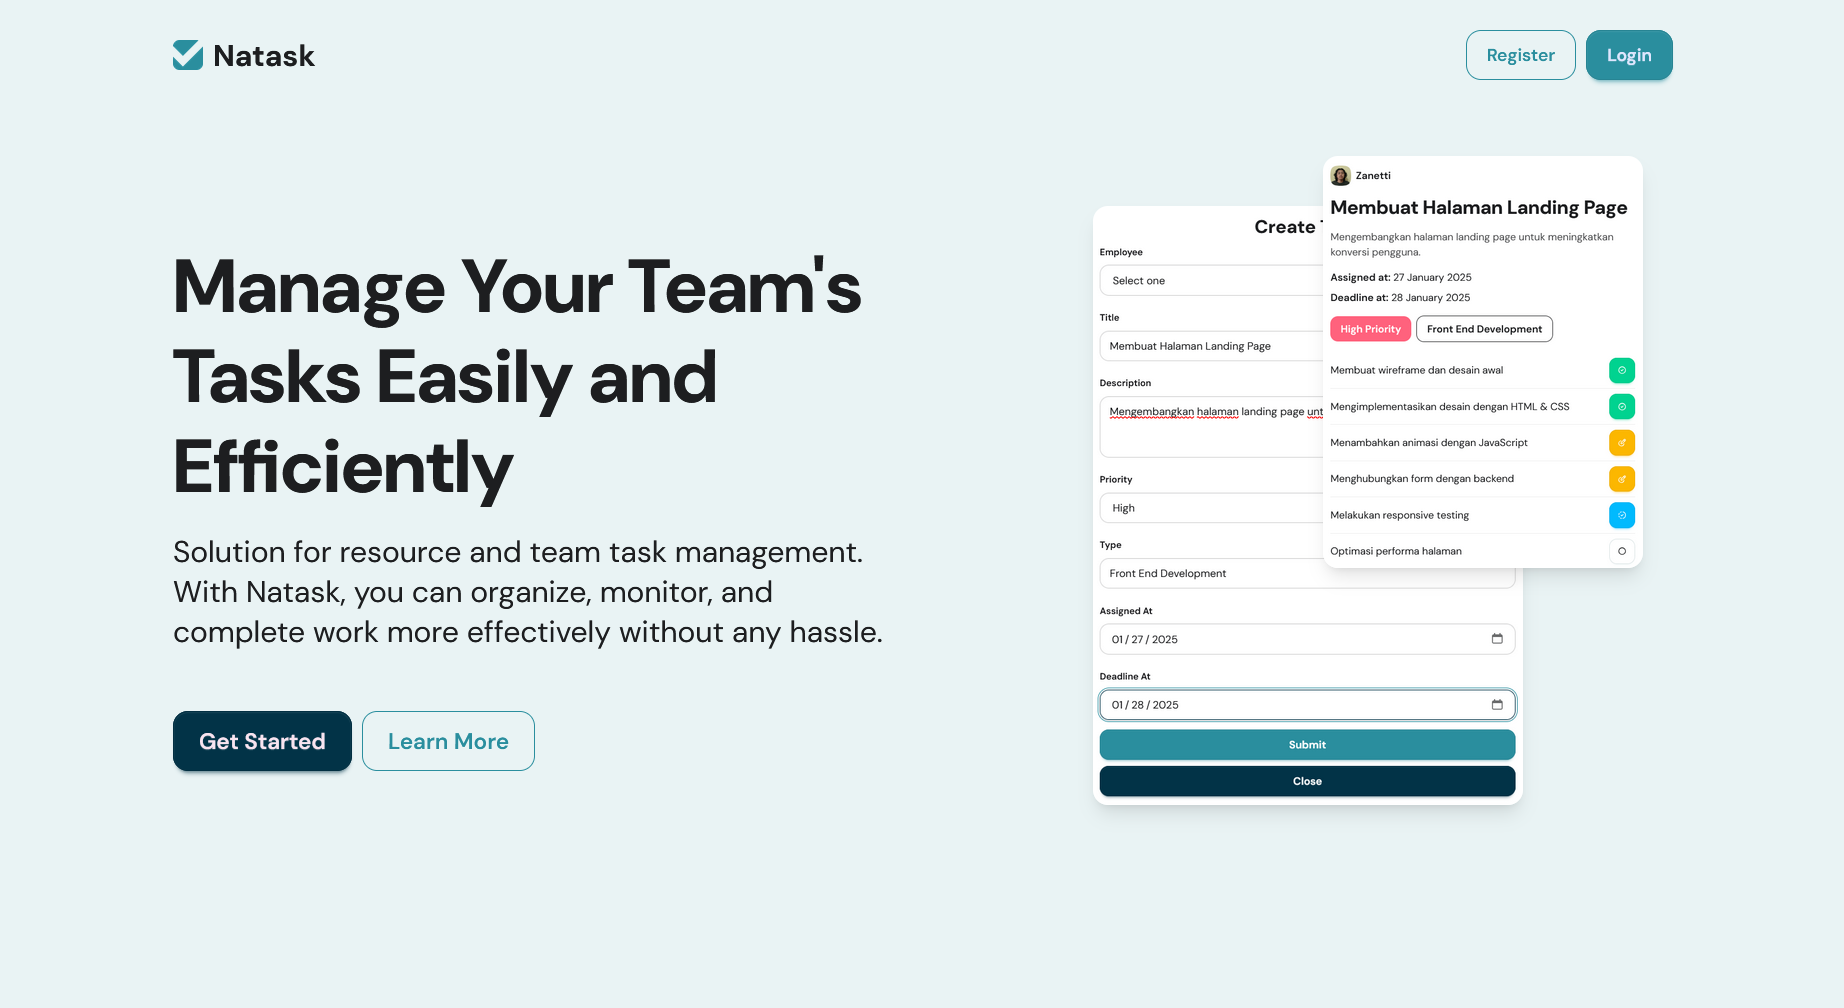 Natask
Register
Login
Manage Your Team's
Tasks Easily and
Efficiently
Solution for resource and team task management.
With Natask, you can organize, monitor, and
complete work more effectively without any hassle.
Get Started
Learn More
Create
Employee
Select one
Title
Membuat Halaman Landing Page
Description
Mengembangkan halaman landing page unt
Priority
High
Type
Front End Development
Assigned At
01 / 27 / 2025
Deadline At
01 / 28 / 2025
Submit
Close
Zanetti
Membuat Halaman Landing Page
Mengembangkan halaman landing page untuk meningkatkan
konversi pengguna.
Assigned at: 27 January 2025
Deadline at: 28 January 2025
High Priority
Front End Development
Membuat wireframe dan desain awal
Mengimplementasikan desain dengan HTML & CSS
Menambahkan animasi dengan JavaScript
Menghubungkan form dengan backend
Melakukan responsive testing
Optimasi performa halaman